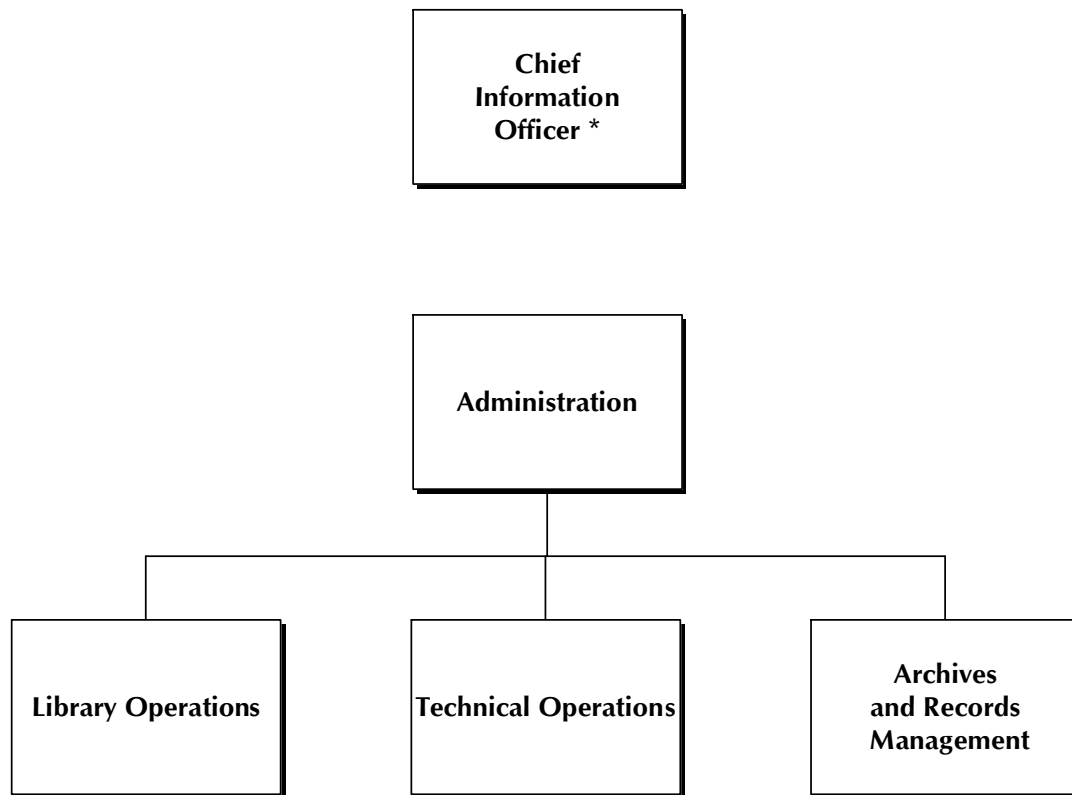 Chief
Information
Officer *
Administration
Library Operations
Technical Operations
Archives
and Records
Management